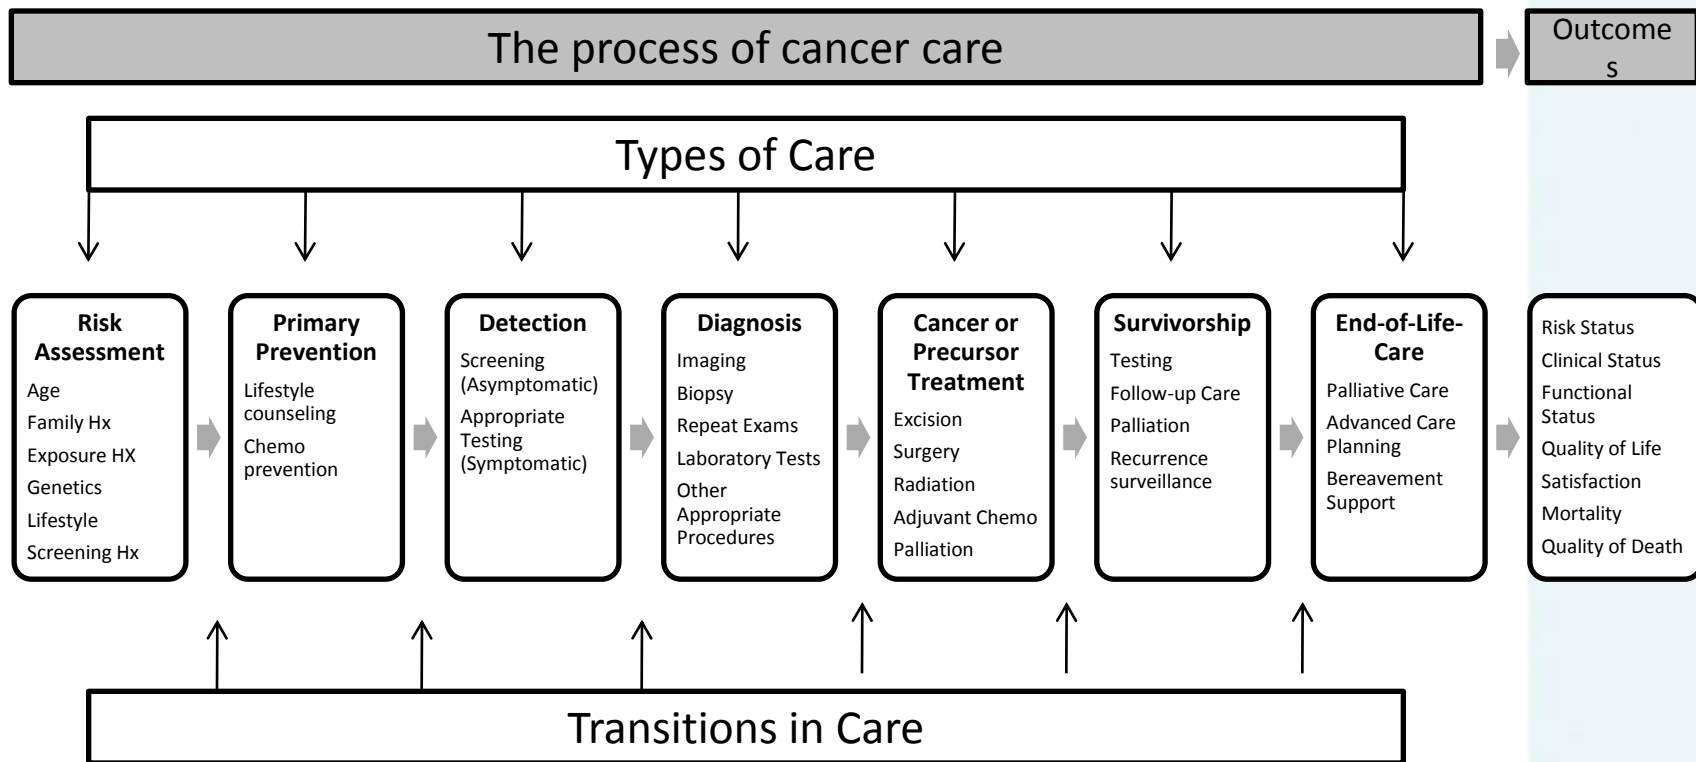 The process of cancer care
Outcome
s
Types of Care
Risk
Assessment
Age
Family Hx
Exposure HX
Genetics
Lifestyle
Screening Hx
Primary
Prevention
Lifestyle
counseling
Chemo
prevention
Detection
Screening
(Asymptomatic)
Appropriate
Testing
(Symptomatic)
Diagnosis
Imaging
Biopsy
Repeat Exams
Laboratory Tests
Other
Appropriate
Procedures
Cancer or
Precursor
Treatment
Excision
Surgery
Radiation
Adjuvant Chemo
Palliation
Survivorship
Testing
Follow-up Care
Palliation
Recurrence
surveillance
End-of-Life-
Care
Palliative Care
Advanced Care
Planning
Bereavement
Support
Risk Status
Clinical Status
Functional
Status
Quality of Life
Satisfaction
Mortality
Quality of Death
Transitions in Care